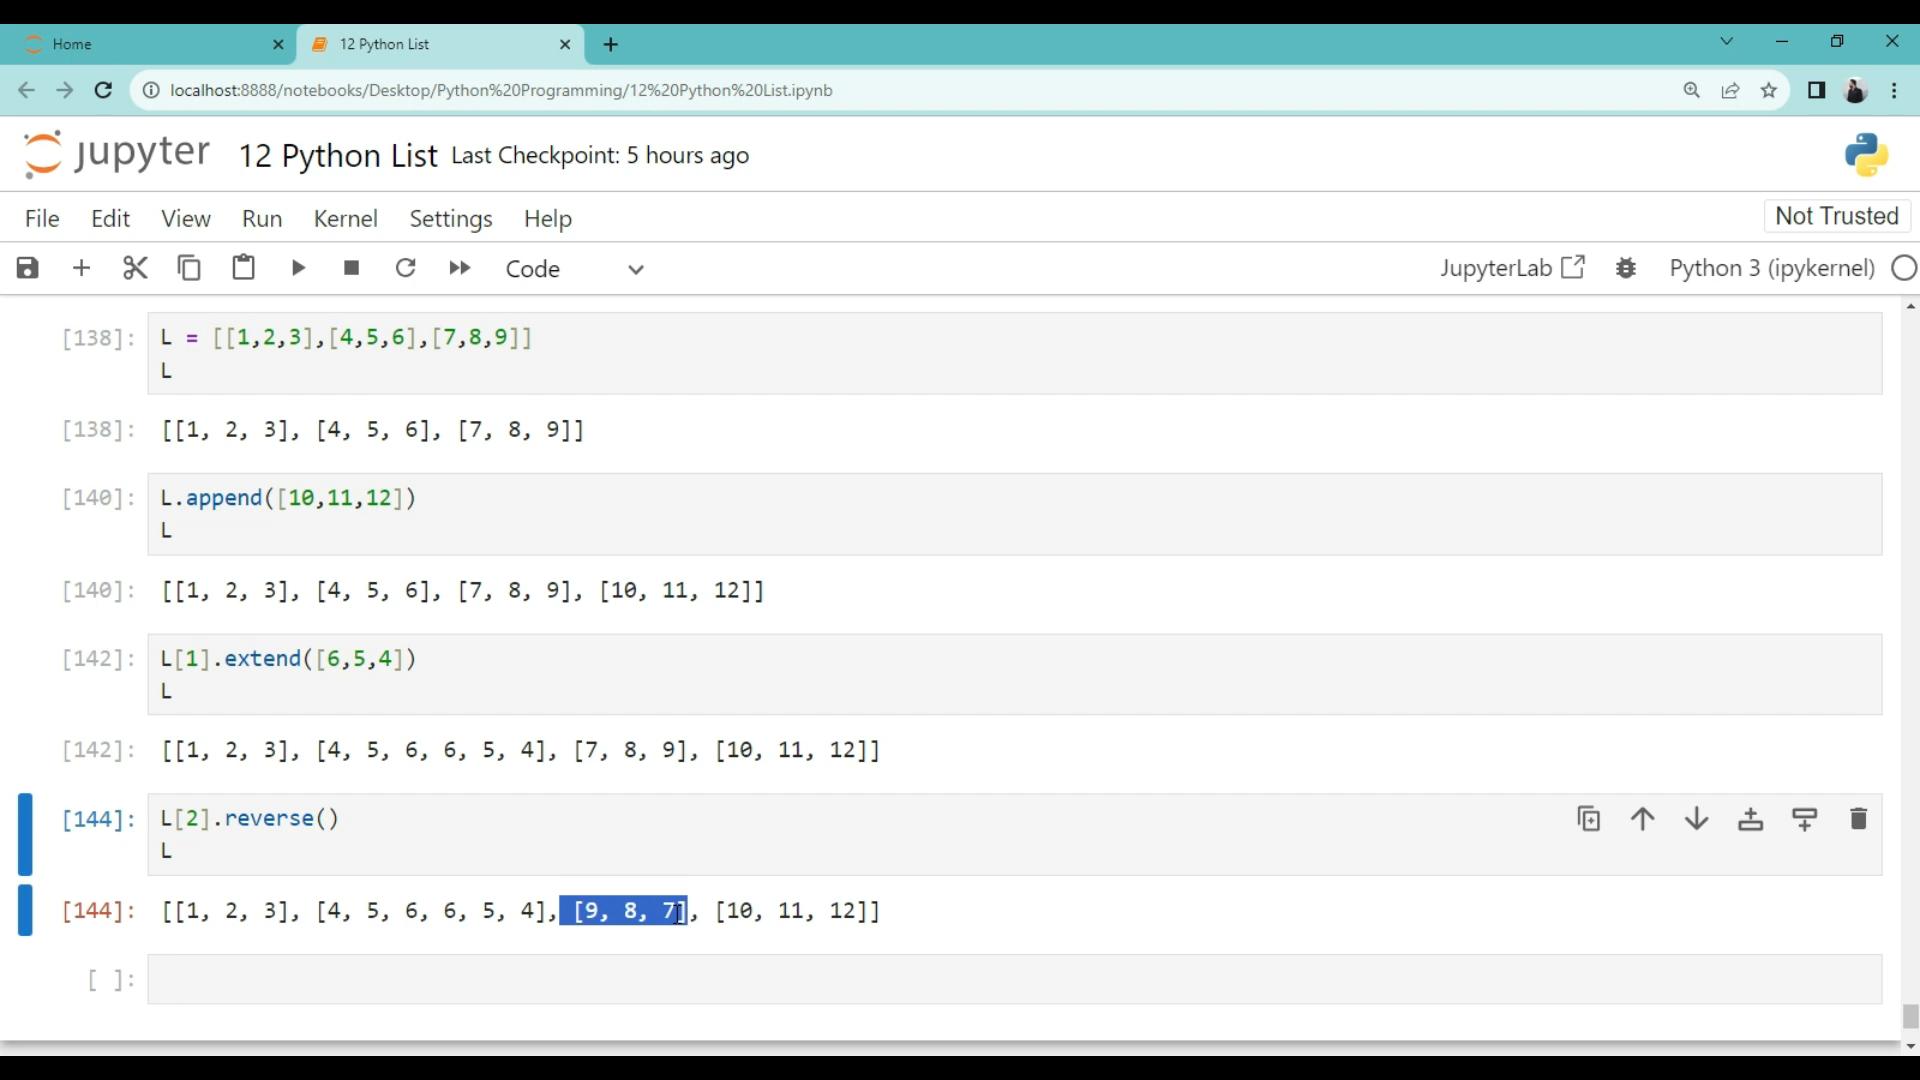 Home
12 Python List
localhost:8888/notebooks/Desktop/Python%20Programming/12%20Python%20List.ipynb
jupyter 12 Python List Last Checkpoint: 5 hours ago
File Edit View Run Kernel Settings Help Not Trusted
Code JupyterLab Python 3 (ipykernel)
[138]: L = [[1,2,3],[4,5,6],[7,8,9]]
L
[138]: [[1, 2, 3], [4, 5, 6], [7, 8, 9]]
[140]: L.append([10,11,12])
L
[140]: [[1, 2, 3], [4, 5, 6], [7, 8, 9], [10, 11, 12]]
[142]: L[1].extend([6,5,4])
L
[142]: [[1, 2, 3], [4, 5, 6, 6, 5, 4], [7, 8, 9], [10, 11, 12]]
[144]: L[2].reverse()
L
[144]: [[1, 2, 3], [4, 5, 6, 6, 5, 4], [9, 8, 7], [10, 11, 12]]
[ ]: